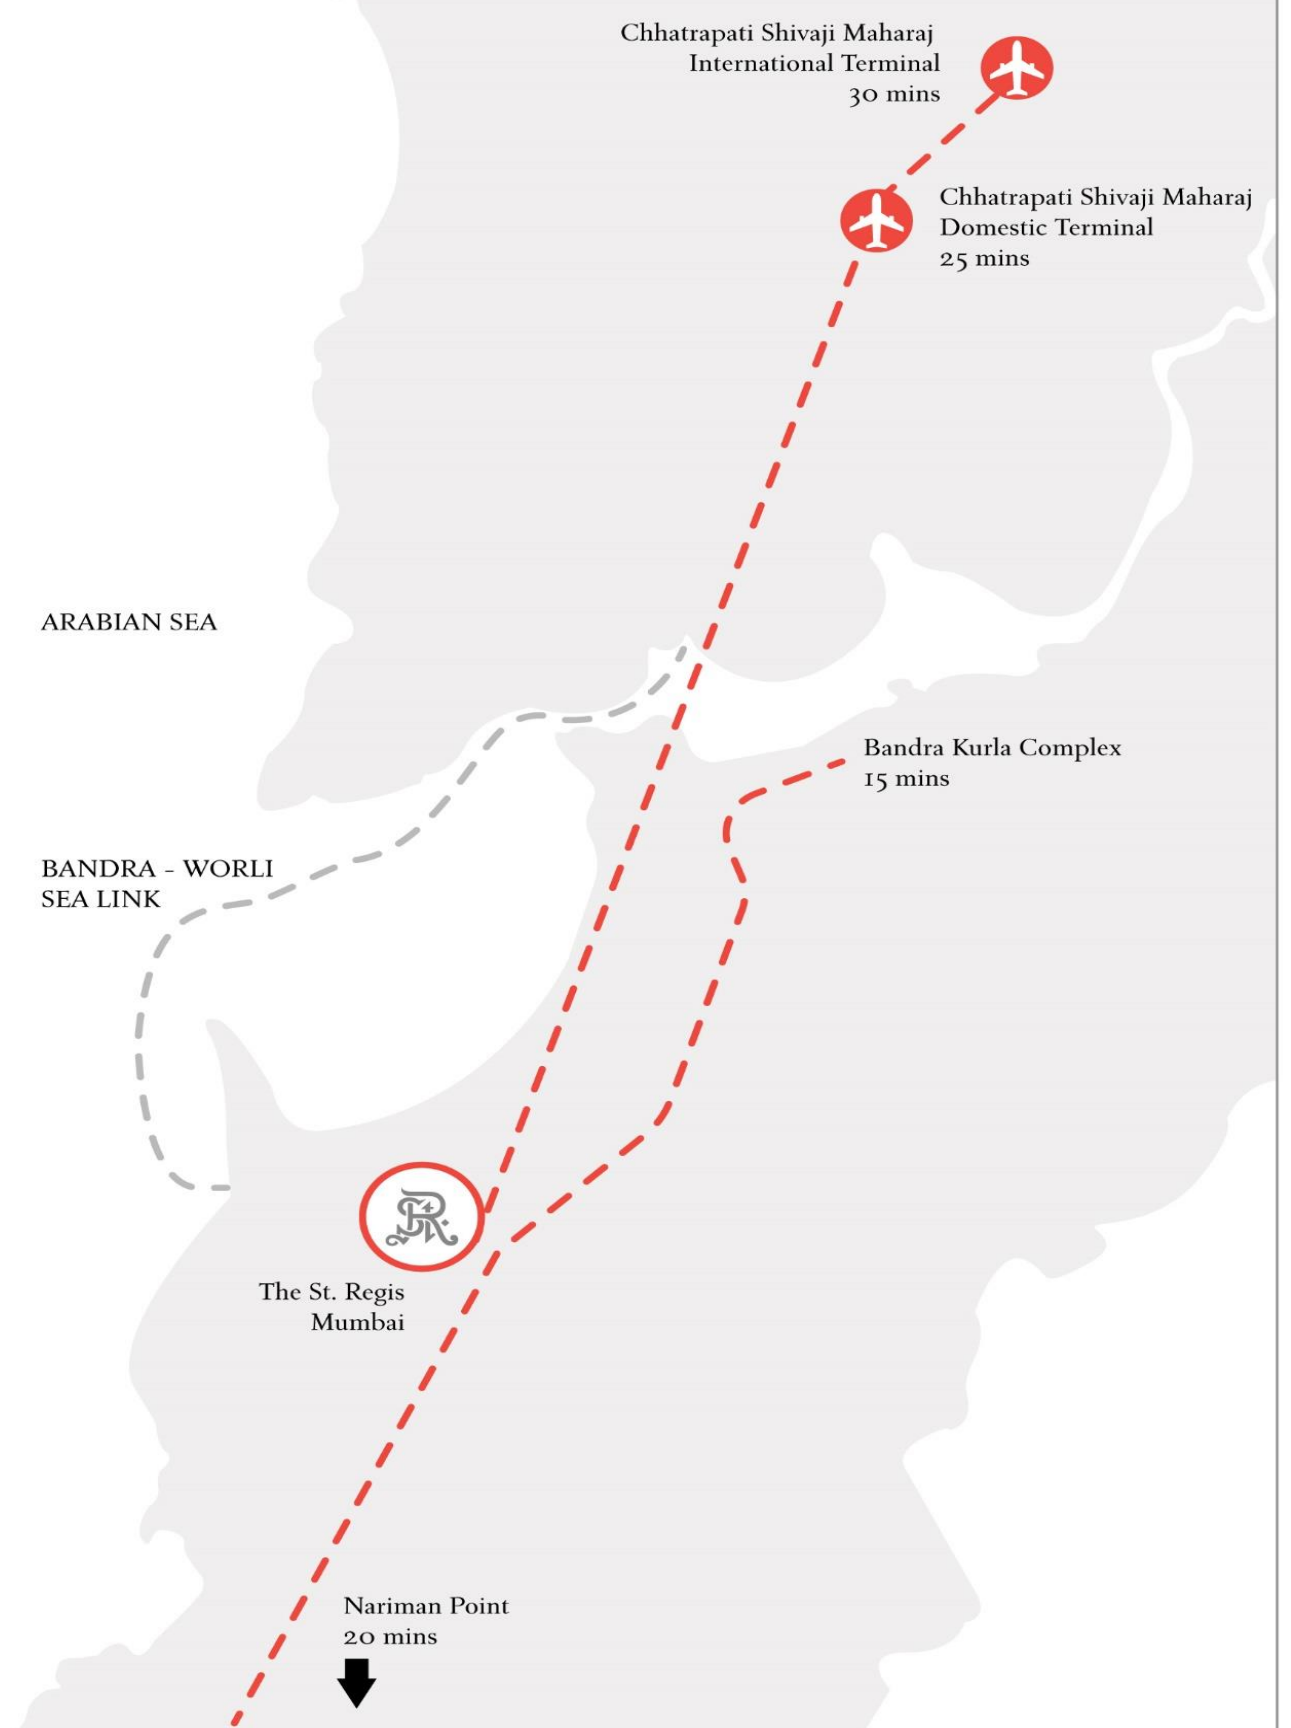 Chhatrapati Shivaji Maharaj
International Terminal
30 mins
Chhatrapati Shivaji Maharaj
Domestic Terminal
25 mins
ARABIAN SEA
Bandra Kurla Complex
15 mins
BANDRA - WORLI
SEA LINK
The St. Regis
Mumbai
Nariman Point
20 mins